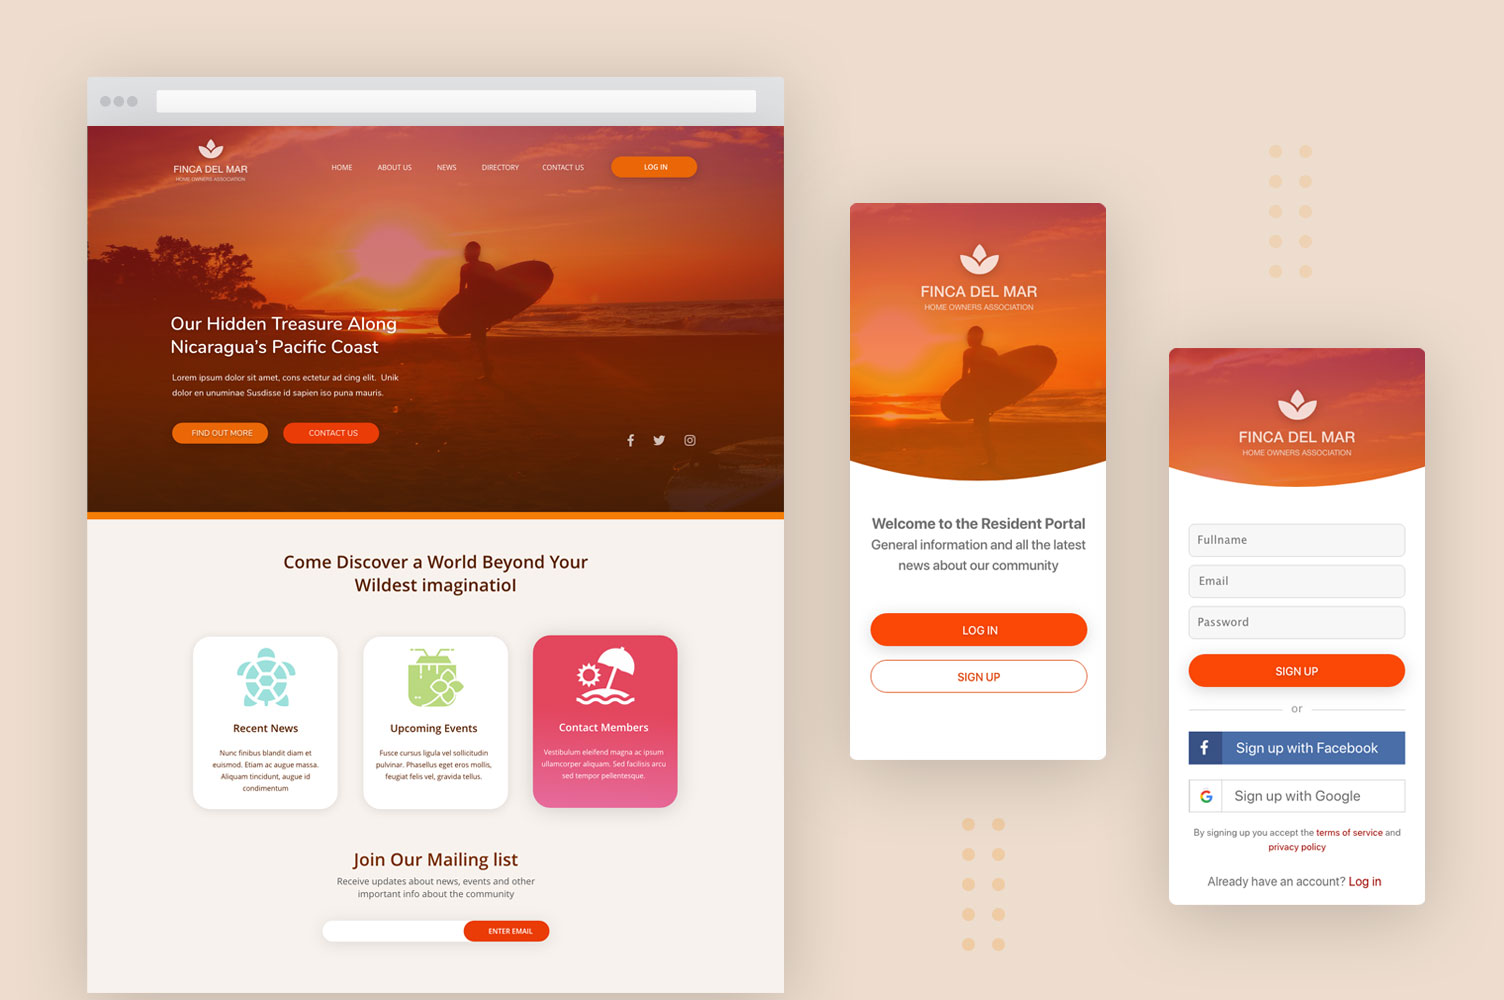 FINCA DEL MAR
HOME OWNERS ASSOCIATION
HOME
ABOUT US
NEWS
DIRECTORY
CONTACT US
LOG IN
Our Hidden Treasure Along
Nicaragua's Pacific Coast
Lorem ipsum dolor sit amet, cons ectetur ad cing elit. Unik
dolor en unuminae Susdisse id sapien iso puna mauris.
FIND OUT MORE
CONTACT US
Come Discover a World Beyond Your
Wildest imaginatiol
Recent News
Nunc finibus blandit diam et
euismod. Etiam ac augue massa.
Aliquam tincidunt, augue id
condimentum
Upcoming Events
Fusce cursus ligula vel sollicitudin
pulvinar. Phasellus eget eros mollis,
feugiat felis vel, gravida tellus.
Contact Members
Vestibulum eleifend magna ac ipsum
ullamcorper aliquam. Sed facilisis arcu
sed tempor pellentesque.
Join Our Mailing list
Receive updates about news, events and other
important info about the community
ENTER EMAIL
FINCA DEL MAR
HOME OWNERS ASSOCIATION
Welcome to the Resident Portal
General information and all the latest
news about our community
LOG IN
SIGN UP
FINCA DEL MAR
HOME OWNERS ASSOCIATION
Fullname
Email
Password
SIGN UP
or
Sign up with Facebook
Sign up with Google
By signing up you accept the terms of service and
privacy policy
Already have an account? Log in